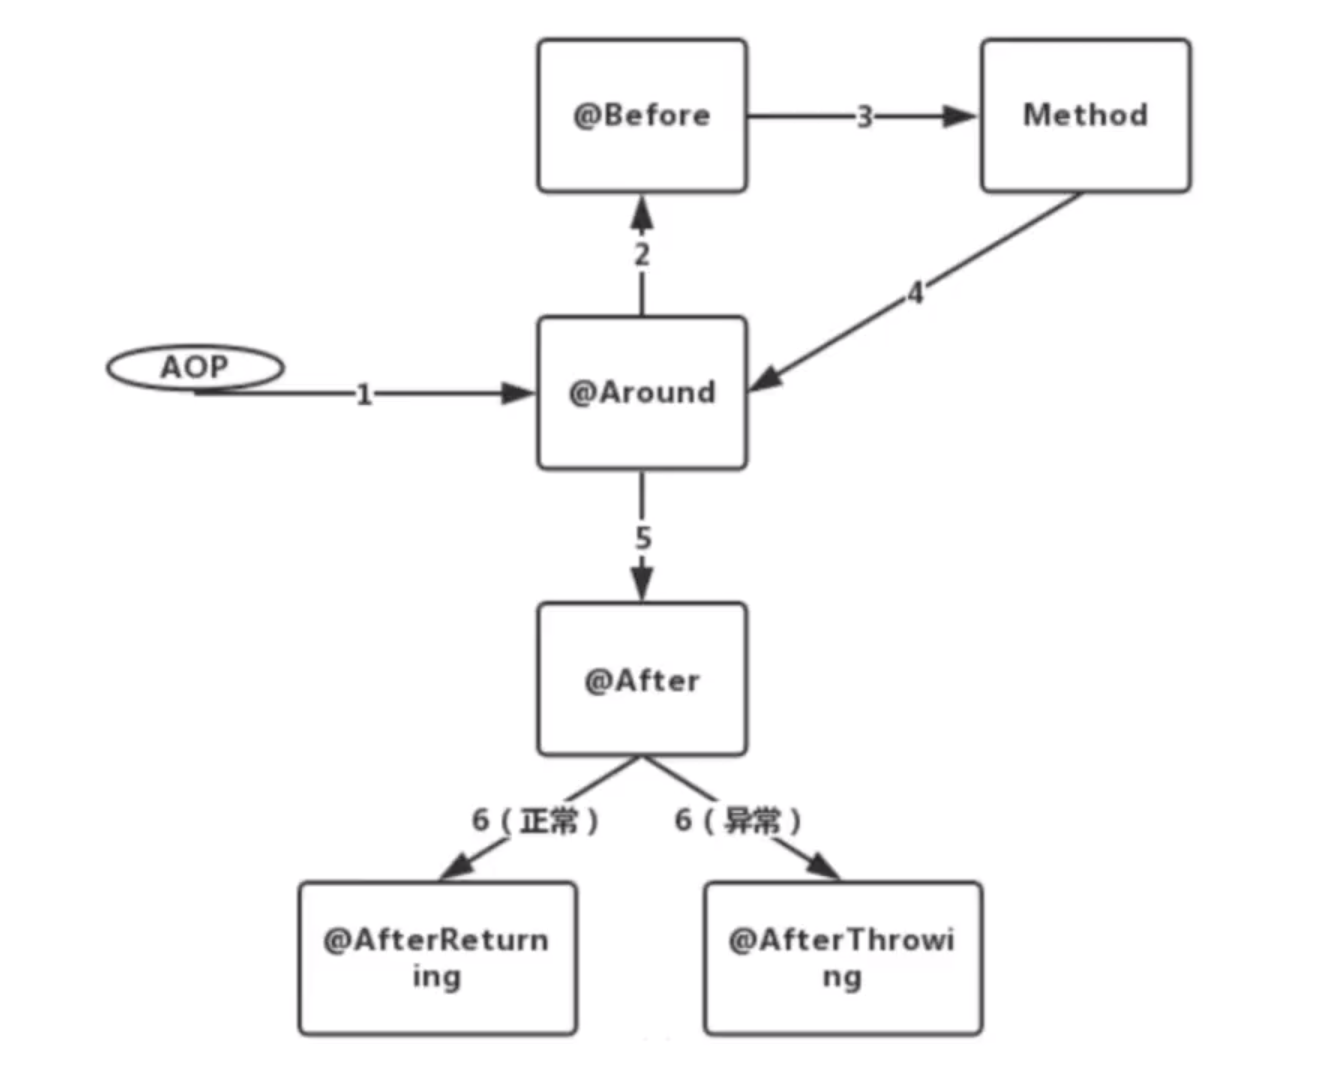 @Before
3
Method
2
4
AOP
1
@Around
5
@After
6（正常）
6（异常）
@AfterReturn
ing
@AfterThrowi
ng